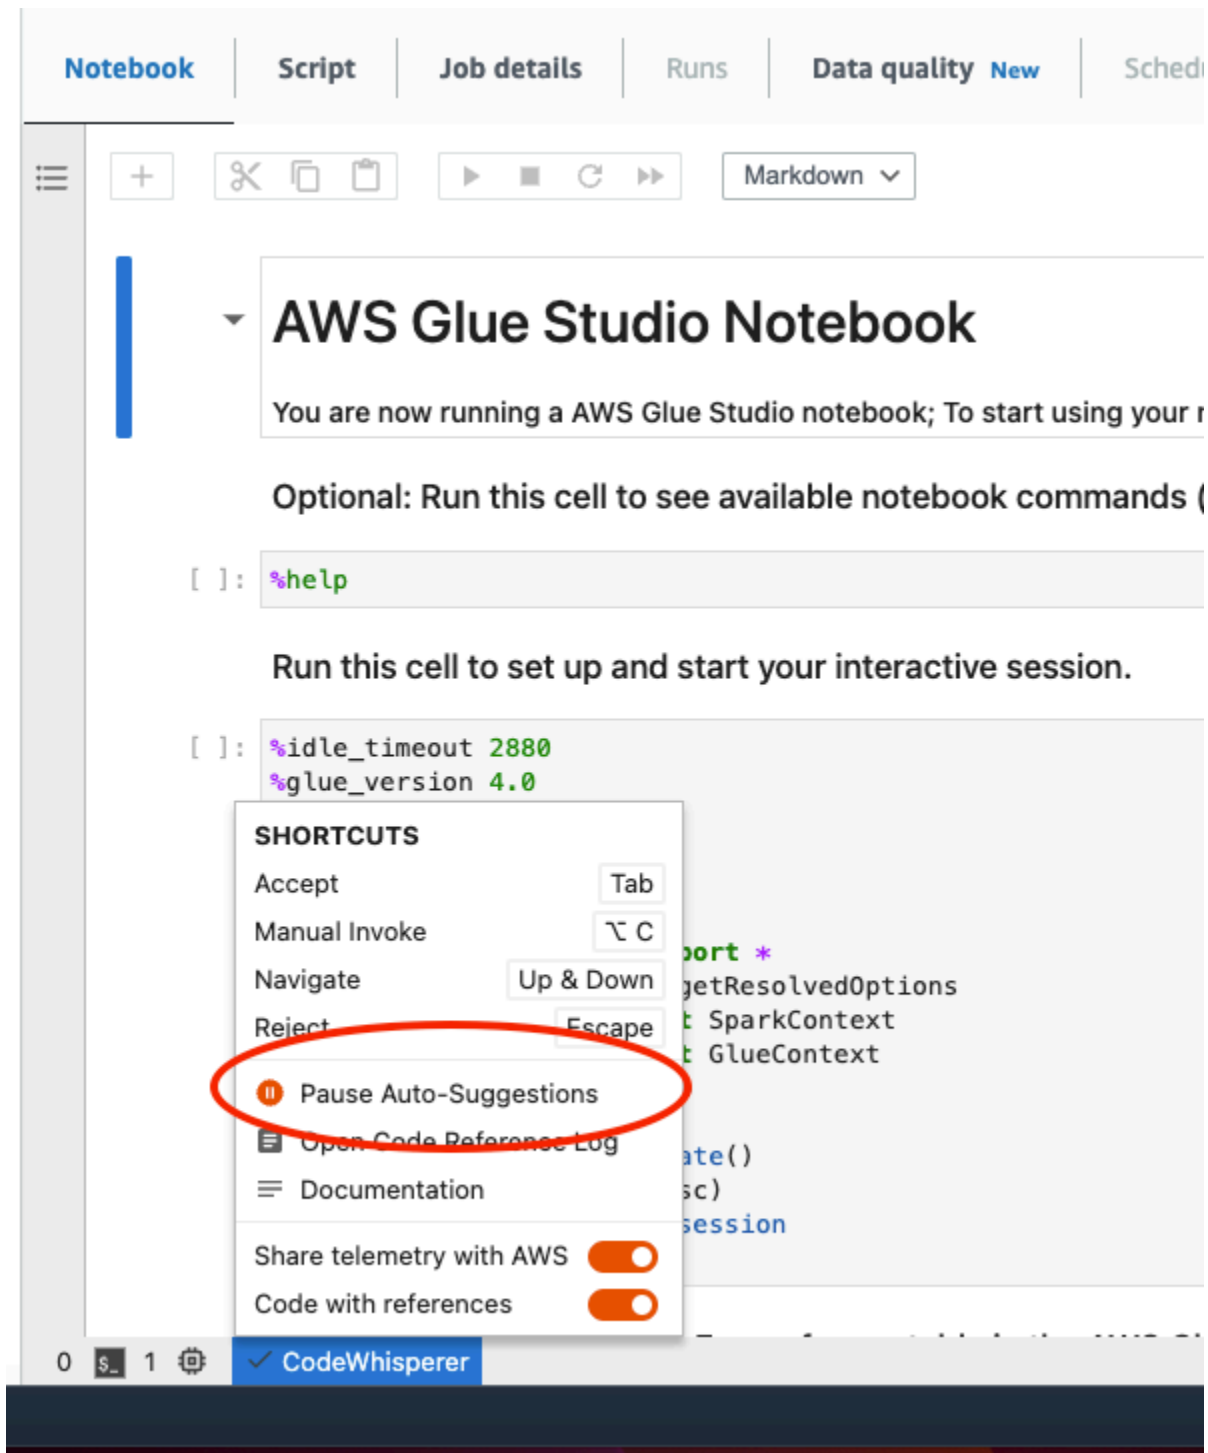 Notebook Script Job details Runs Data quality New
Markdown
AWS Glue Studio Notebook
You are now running a AWS Glue Studio notebook; To start using your
Optional: Run this cell to see available notebook commands (
[ ]: %help
Run this cell to set up and start your interactive session.
[ ]: %idle_timeout 2880
%glue_version 4.0
SHORTCUTS
Accept Tab
Manual Invoke ⌥ C
port *
Navigate Up & Down
getResolvedOptions
Reject Escape
SparkContext
GlueContext
Pause Auto-Suggestions
Open Code Reference Log
ate()
Documentation
sc)
session
Share telemetry with AWS
Code with references
0 $_ 1 CodeWhisperer